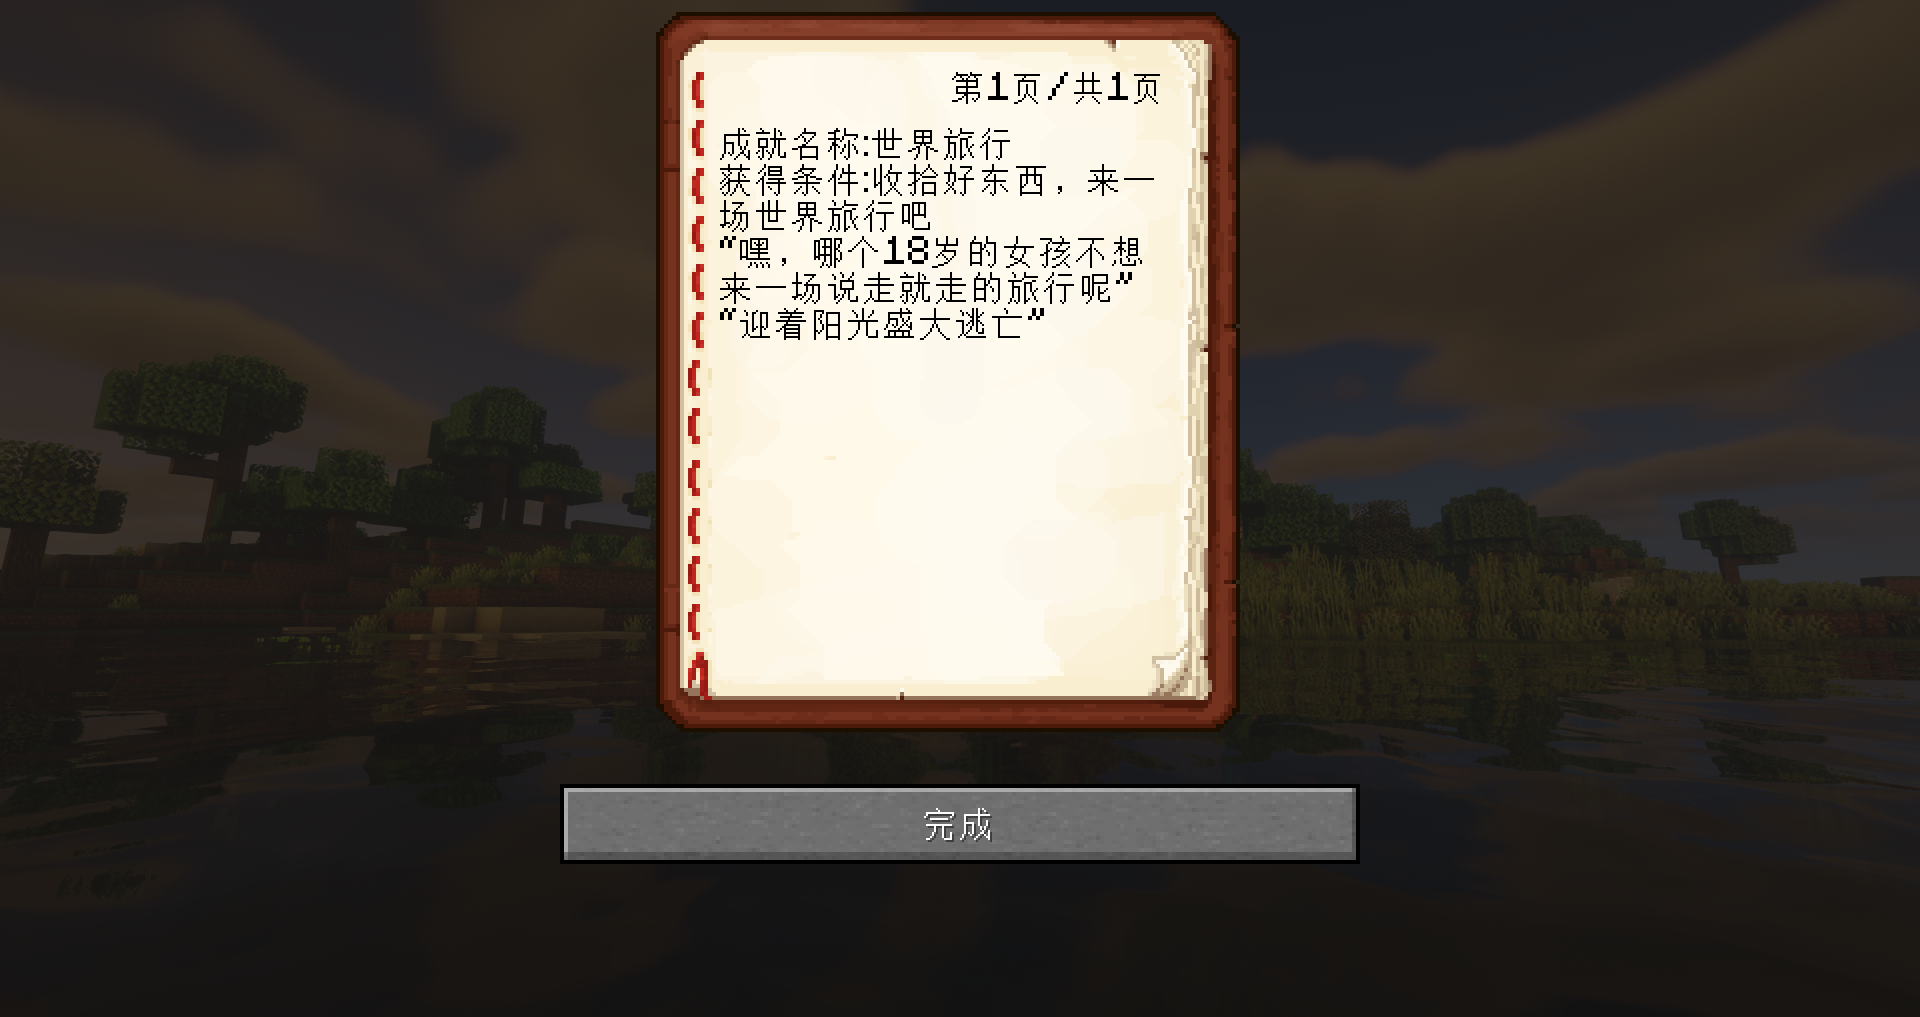 第1页/共1页
成就名称:世界旅行
获得条件:收拾好东西，来一
场世界旅行吧
“嘿，哪个18岁的女孩不想
来一场说走就走的旅行呢”
“迎着阳光盛大逃亡”
完成